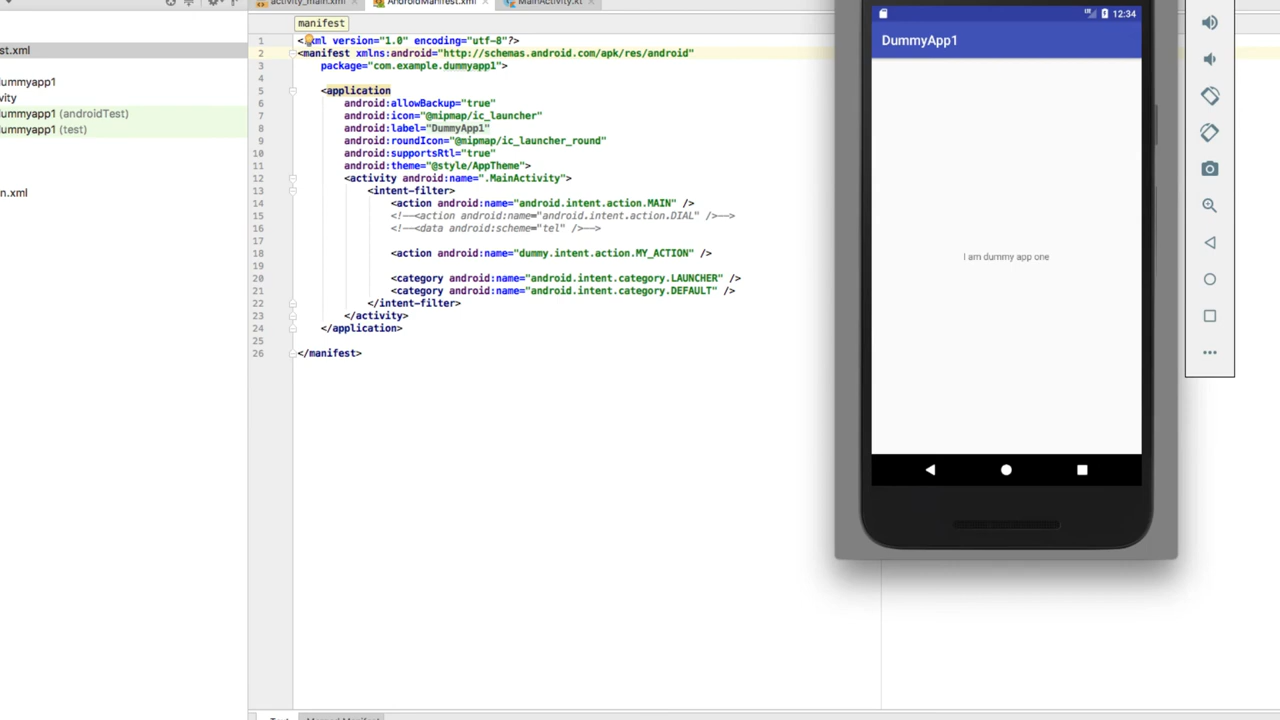 activity_main.xml
AndroidManifest.xml
MainActivity.kt
st.xml
dummyapp1
vity
dummyapp1 (androidTest)
dummyapp1 (test)
n.xml
manifest
1 <?xml version="1.0" encoding="utf-8"?>
2 <manifest xmlns:android="http://schemas.android.com/apk/res/android"
3 package="com.example.dummyapp1">
4
5 <application
6 android:allowBackup="true"
7 android:icon="@mipmap/ic_launcher"
8 android:label="DummyApp1"
9 android:roundIcon="@mipmap/ic_launcher_round"
10 android:supportsRtl="true"
11 android:theme="@style/AppTheme">
12 <activity android:name=".MainActivity">
13 <intent-filter>
14 <action android:name="android.intent.action.MAIN" />
15 <!--<action android:name="android.intent.action.DIAL" />-->
16 <!--<data android:scheme="tel" />-->
17
18 <action android:name="dummy.intent.action.MY_ACTION" />
19
20 <category android:name="android.intent.category.LAUNCHER" />
21 <category android:name="android.intent.category.DEFAULT" />
22 </intent-filter>
23 </activity>
24 </application>
25
26 </manifest>
12:34
DummyApp1
I am dummy app one
Text
Merged Manifest